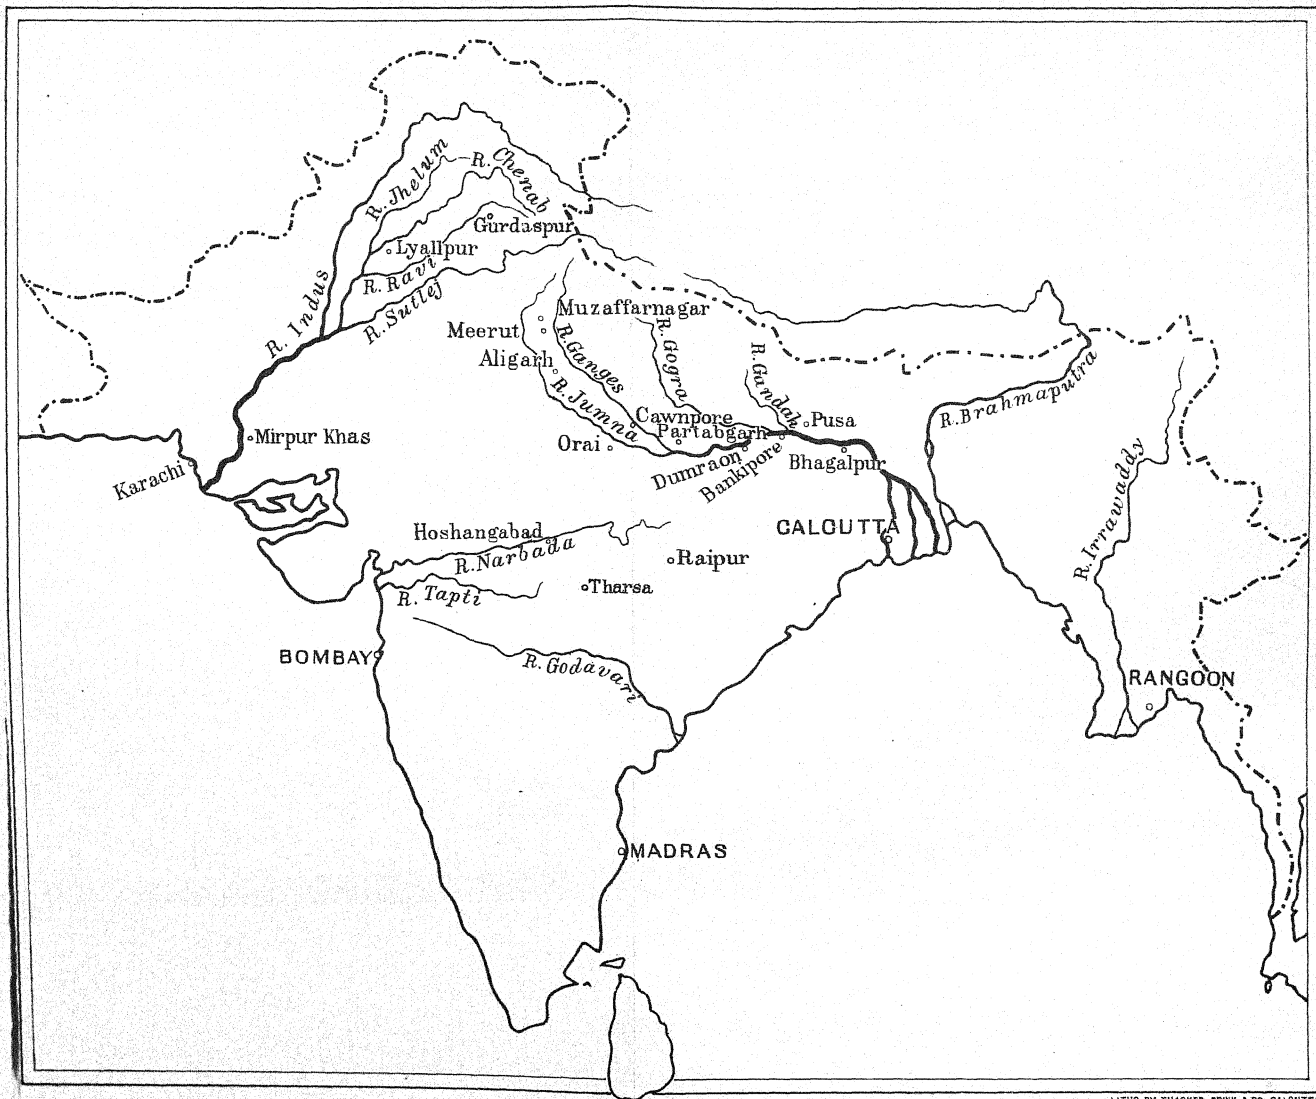 R. Jhelum
R. Chenab
Gurdaspur
Lyallpur
R. Ravi
R. Indus
R. Sutlej
Muzaffarnagar
Meerut
R. Ganges
R. Gogra
Aligarh
R. Gandak
R. Brahmaputra
R. Jumna
Cawnpore
Pusa
Mirpur Khas
Partabgarh
Orai
Dumraon
Bankipore
Bhagalpur
Karachi
R. Irrawaddy
Hoshangabad
CALCUTTA
R. Narbada
Raipur
R. Tapti
Tharsa
BOMBAY
R. Godavari
RANGOON
MADRAS